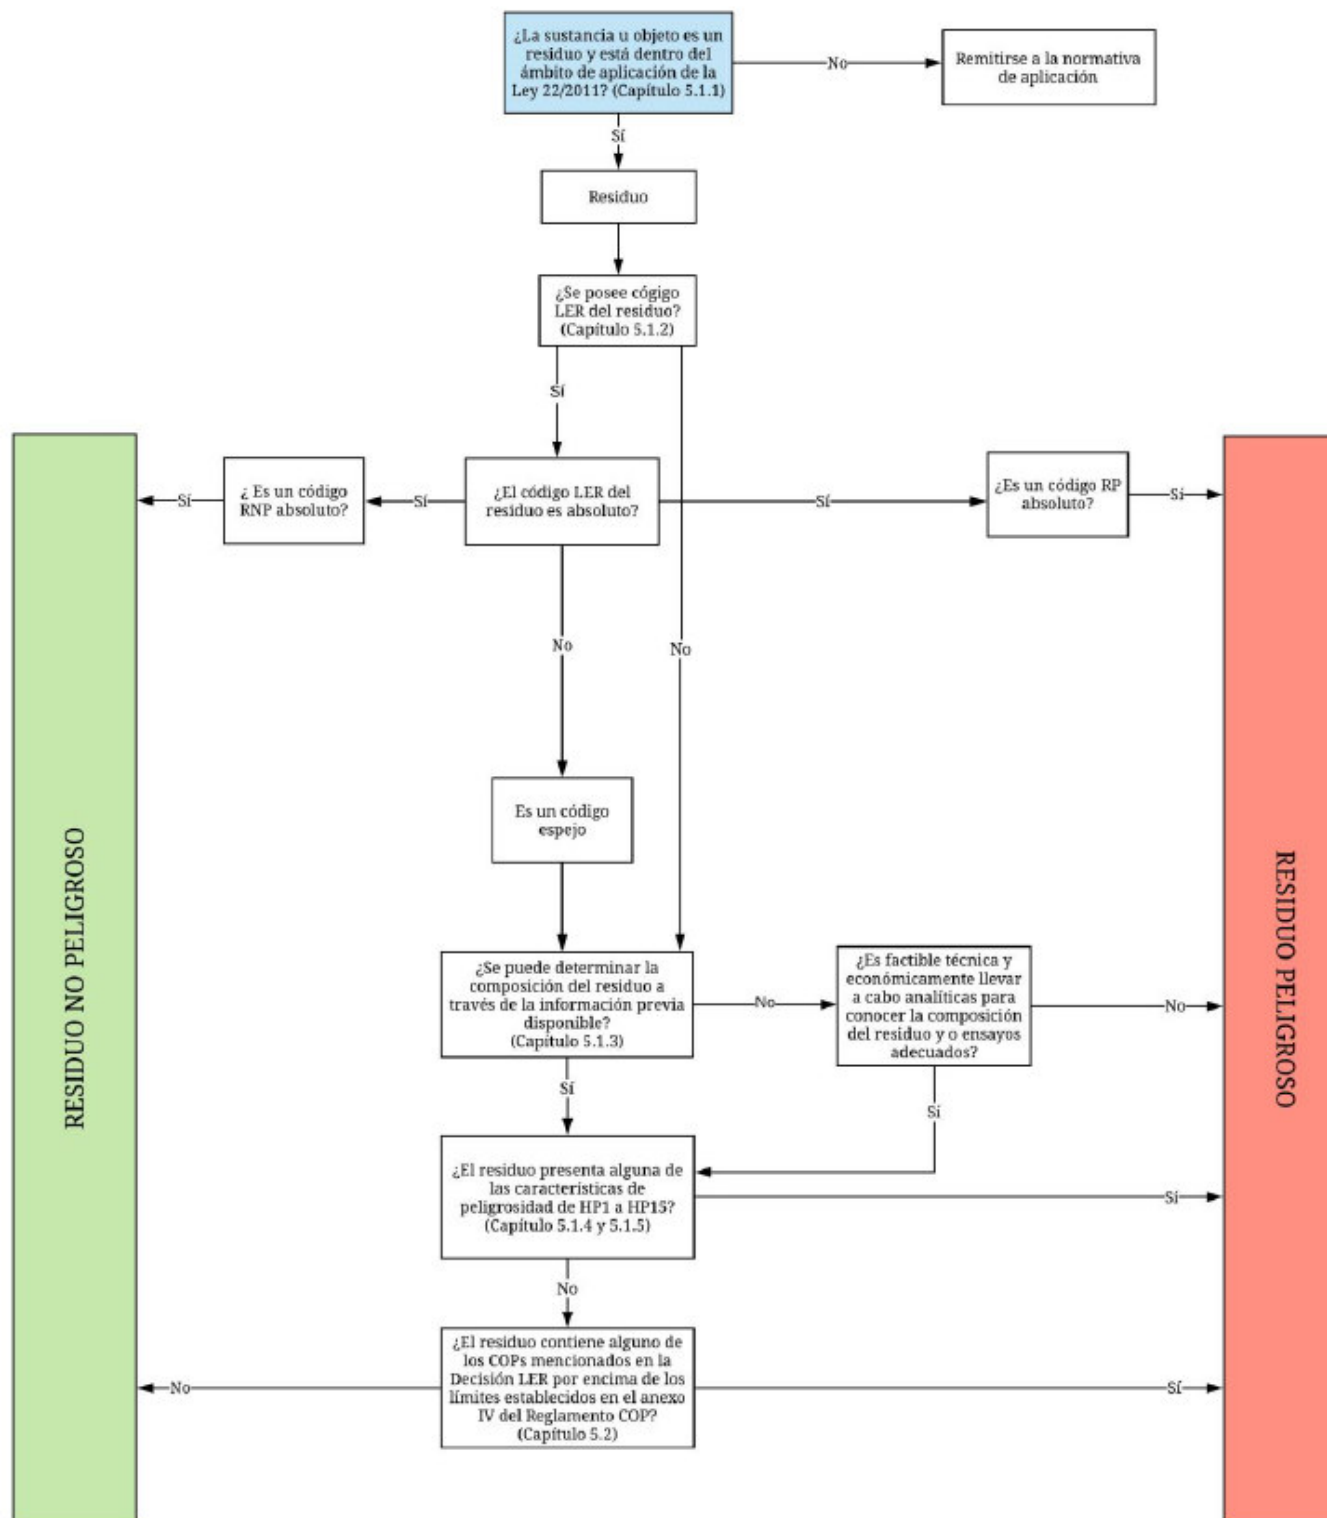 ¿La sustancia u objeto es un
residuo y está dentro del
ámbito de aplicación de la
Ley 22/2011? (Capítulo 5.1.1)
No
Remitirse a la normativa
de aplicación
Sí
Residuo
¿Se posee cógigo
LER del residuo?
(Capítulo 5.1.2)
Sí
No
¿El código LER del
residuo es absoluto?
Sí
¿ Es un código
RNP absoluto?
Sí
Sí
¿Es un código RP
absoluto?
Sí
No
Es un código
espejo
¿Se puede determinar la
composición del residuo a
través de la información previa
disponible?
(Capítulo 5.1.3)
No
¿Es factible técnica y
económicamente llevar
a cabo analíticas para
conocer la composición
del residuo y o ensayos
adecuados?
No
Sí
Sí
¿El residuo presenta alguna de
las características de
peligrosidad de HP1 a HP15?
(Capítulo 5.1.4 y 5.1.5)
Sí
No
¿El residuo contiene alguno de
los COPs mencionados en la
Decisión LER por encima de los
límites establecidos en el anexo
IV del Reglamento COP?
(Capítulo 5.2)
No
Sí
RESIDUO NO PELIGROSO
RESIDUO PELIGROSO